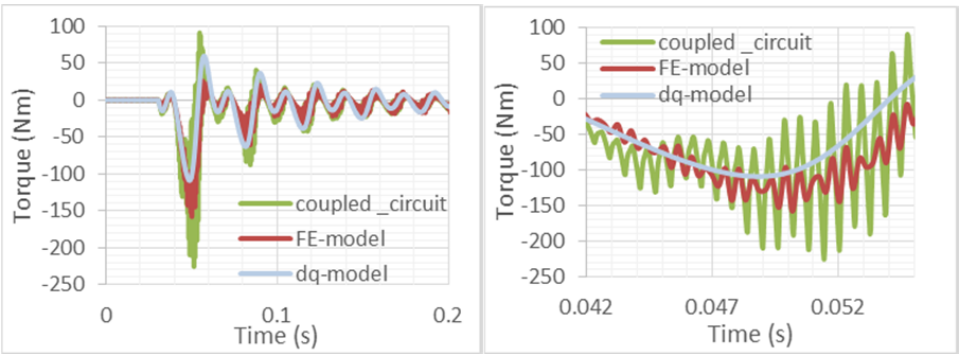 100
50
0
-50
-100
-150
-200
-250
Torque (Nm)
coupled _circuit
FE-model
dq-model
0
0.1
0.2
Time (s)
100
50
0
-50
-100
-150
-200
-250
Torque (Nm)
coupled _circuit
FE-model
dq-model
0.042
0.047
0.052
Time (s)